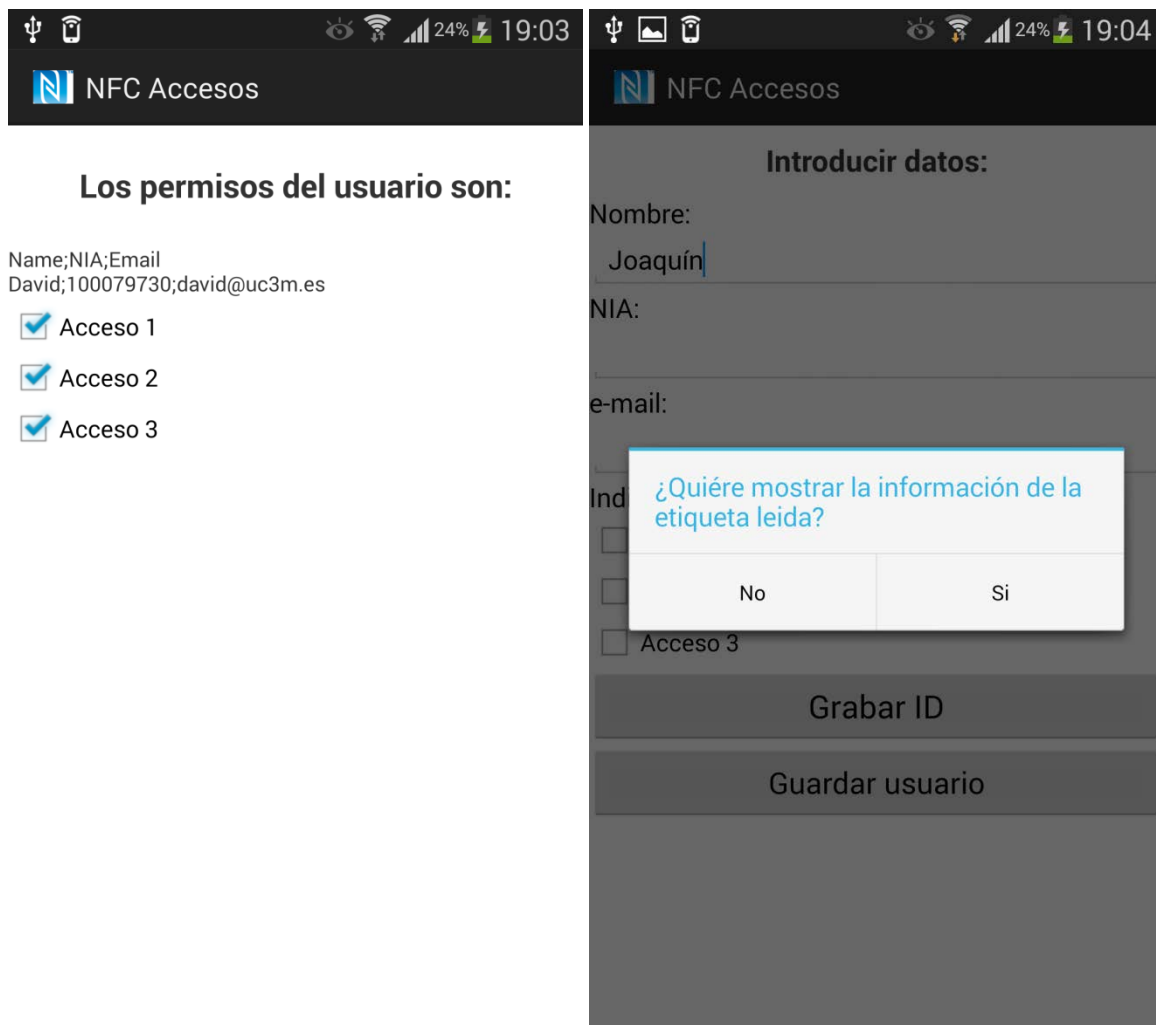 24% 19:03
NFC Accesos
Los permisos del usuario son:
Name;NIA;Email
David;100079730;david@uc3m.es
Acceso 1
Acceso 2
Acceso 3
24% 19:04
NFC Accesos
Introducir datos:
Nombre:
Joaquín
NIA:
e-mail:
Ind
¿Quiére mostrar la información de la
etiqueta leida?
No Si
Acceso 3
Grabar ID
Guardar usuario